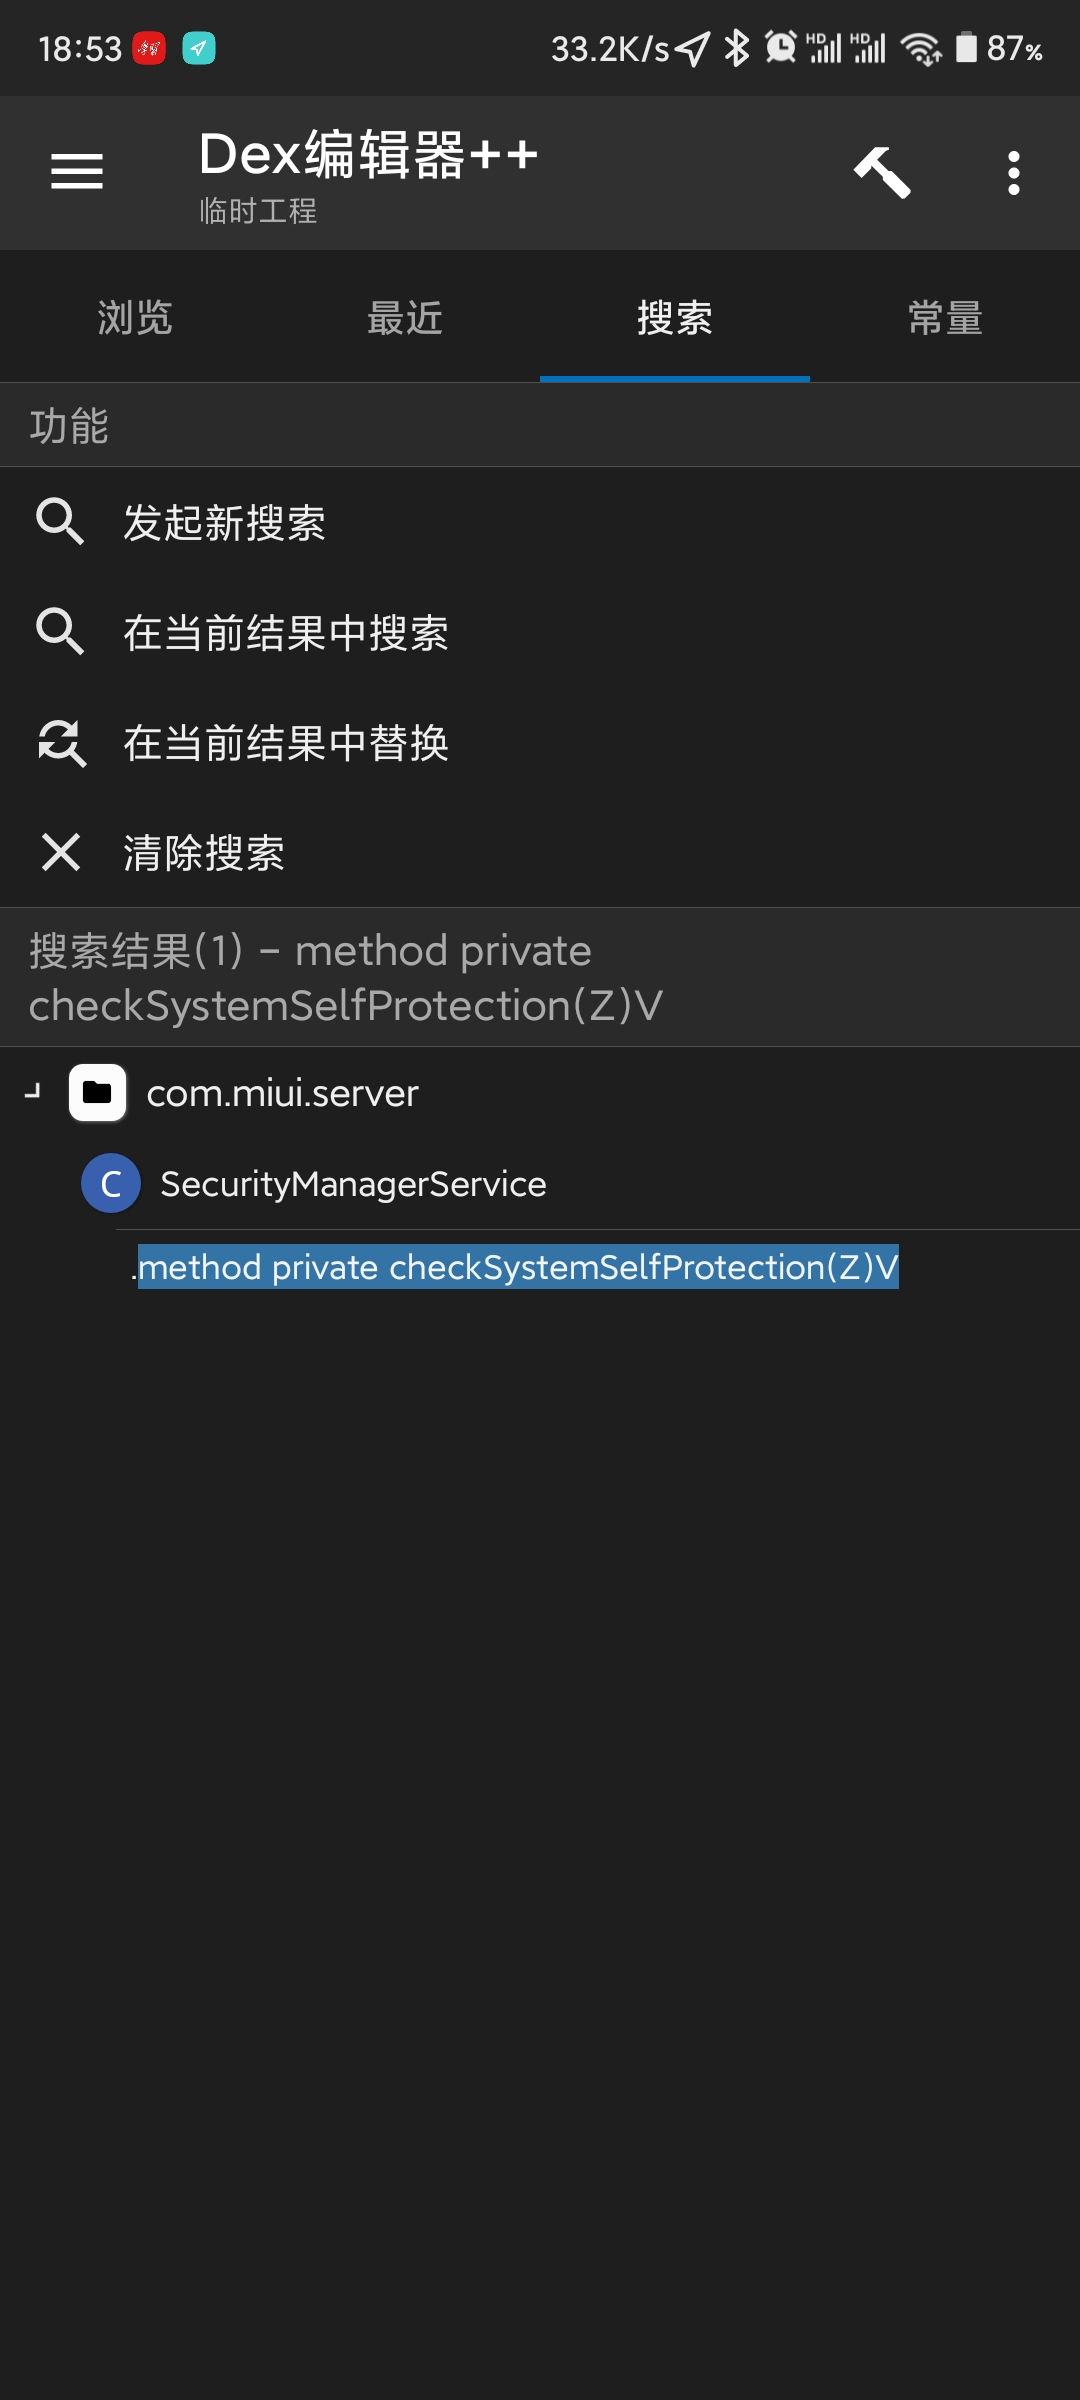 18:53 33.2K/s HD HD 87%
Dex编辑器++
临时工程
浏览 最近 搜索 常量
功能
发起新搜索
在当前结果中搜索
在当前结果中替换
清除搜索
搜索结果(1) - method private
checkSystemSelfProtection(Z)V
com.miui.server
C SecurityManagerService
.method private checkSystemSelfProtection(Z)V